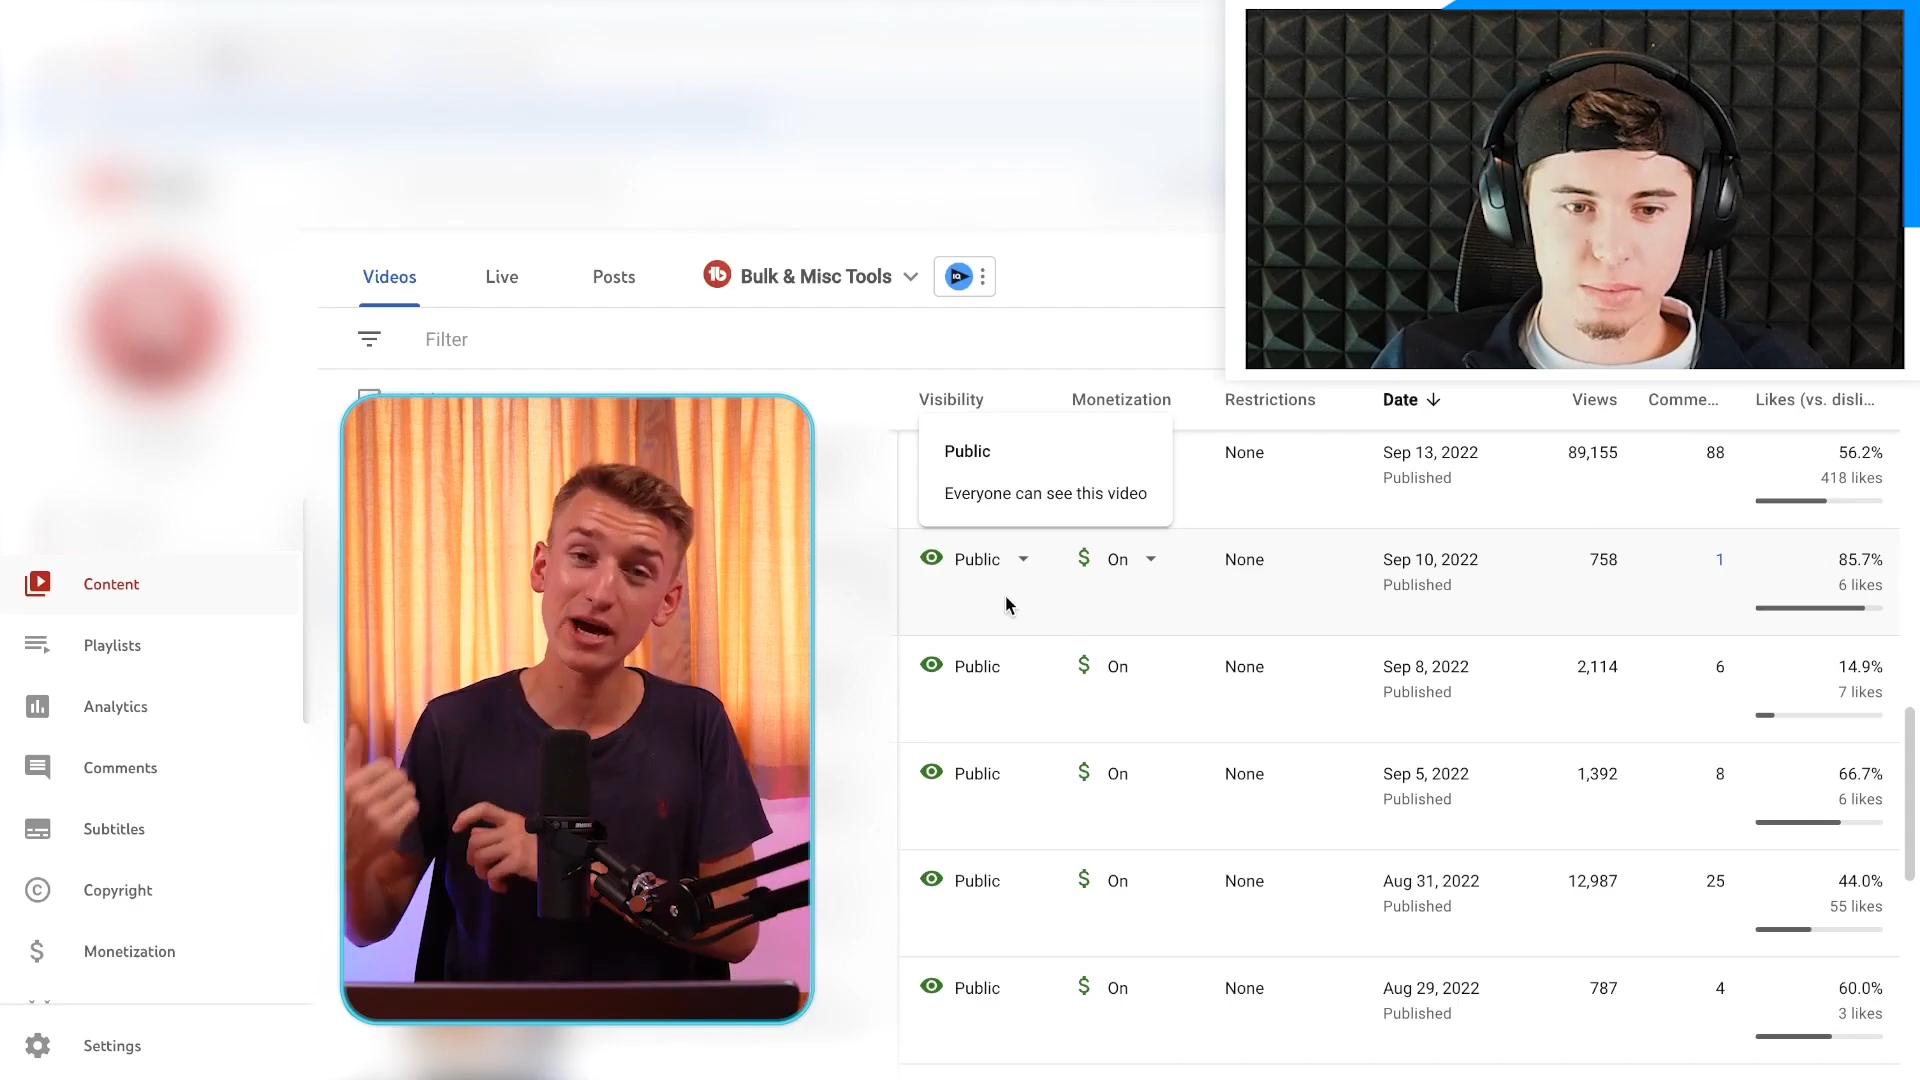 Videos
Live
Posts
Bulk & Misc Tools
IQ
Filter
Visibility
Monetization
Restrictions
Date
Views
Comme...
Likes (vs. disli...
Public
Everyone can see this video
None
Sep 13, 2022
Published
89,155
88
56.2%
418 likes
Public
$ On
None
Sep 10, 2022
Published
758
1
85.7%
6 likes
Public
$ On
None
Sep 8, 2022
Published
2,114
6
14.9%
7 likes
Public
$ On
None
Sep 5, 2022
Published
1,392
8
66.7%
6 likes
Public
$ On
None
Aug 31, 2022
Published
12,987
25
44.0%
55 likes
Public
$ On
None
Aug 29, 2022
Published
787
4
60.0%
3 likes
Content
Playlists
Analytics
Comments
Subtitles
Copyright
Monetization
Settings